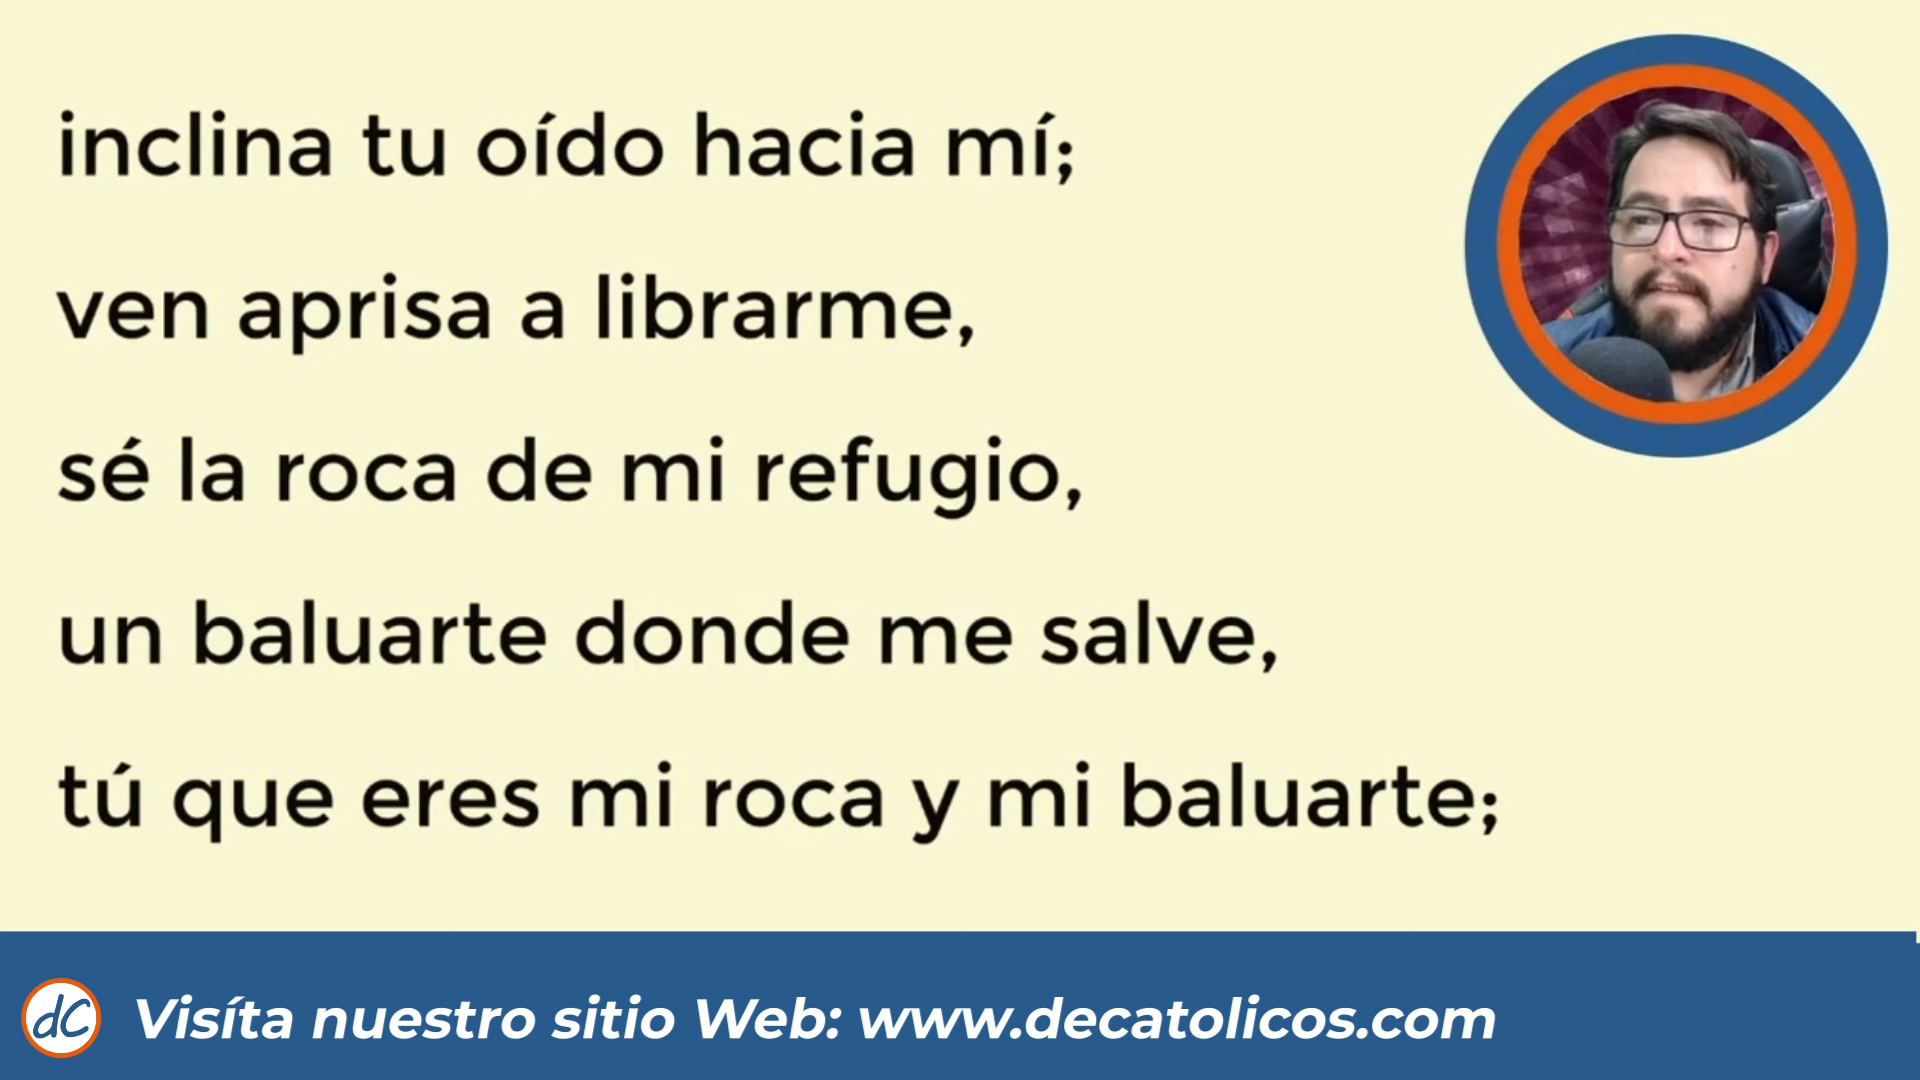 inclina tu oído hacia mí;
ven aprisa a librarme,
sé la roca de mi refugio,
un baluarte donde me salve,
tú que eres mi roca y mi baluarte;
dC Visíta nuestro sitio Web: www.decatolicos.com